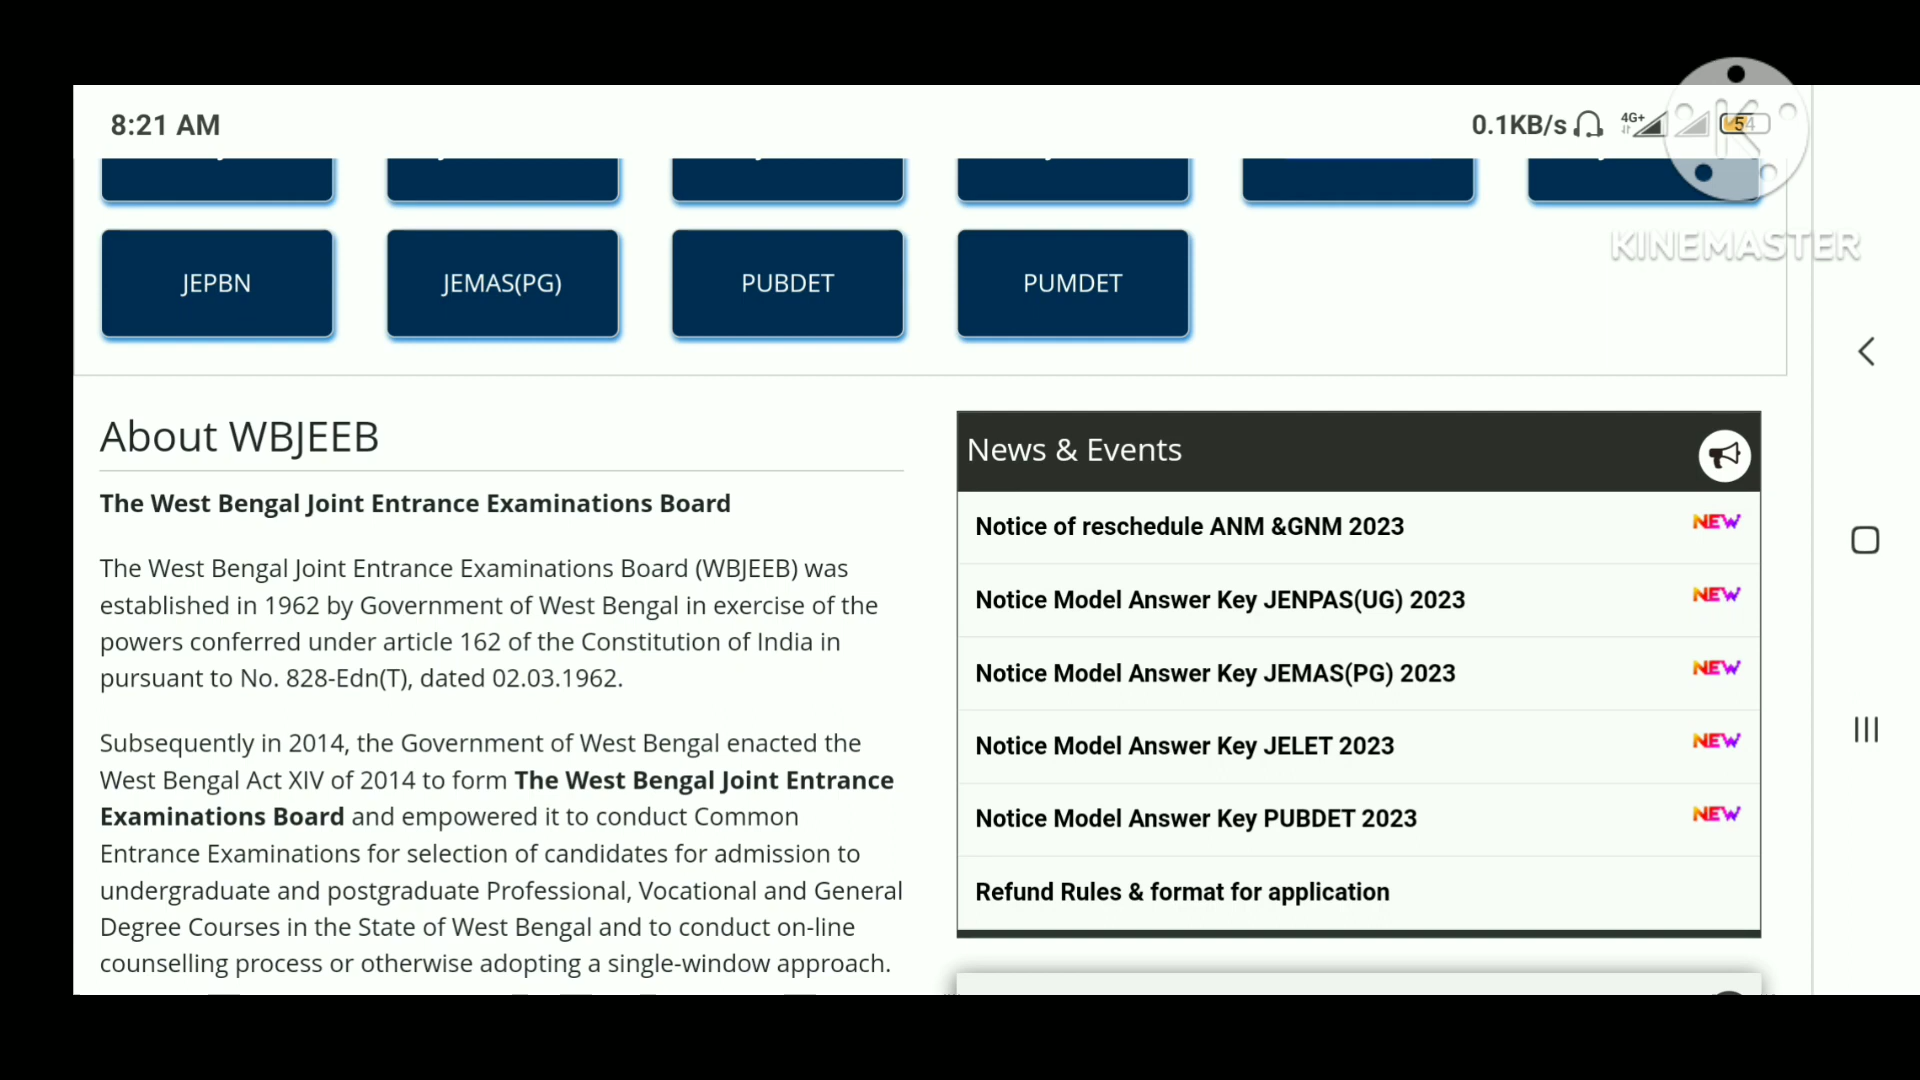 8:21 AM
0.1KB/s
4G+
54
KINEMASTER
JEPBN
JEMAS(PG)
PUBDET
PUMDET
About WBJEEB
The West Bengal Joint Entrance Examinations Board
The West Bengal Joint Entrance Examinations Board (WBJEEB) was
established in 1962 by Government of West Bengal in exercise of the
powers conferred under article 162 of the Constitution of India in
pursuant to No. 828-Edn(T), dated 02.03.1962.
Subsequently in 2014, the Government of West Bengal enacted the
West Bengal Act XIV of 2014 to form The West Bengal Joint Entrance
Examinations Board and empowered it to conduct Common
Entrance Examinations for selection of candidates for admission to
undergraduate and postgraduate Professional, Vocational and General
Degree Courses in the State of West Bengal and to conduct on-line
counselling process or otherwise adopting a single-window approach.
News & Events
Notice of reschedule ANM &GNM 2023 NEW
Notice Model Answer Key JENPAS(UG) 2023 NEW
Notice Model Answer Key JEMAS(PG) 2023 NEW
Notice Model Answer Key JELET 2023 NEW
Notice Model Answer Key PUBDET 2023 NEW
Refund Rules & format for application